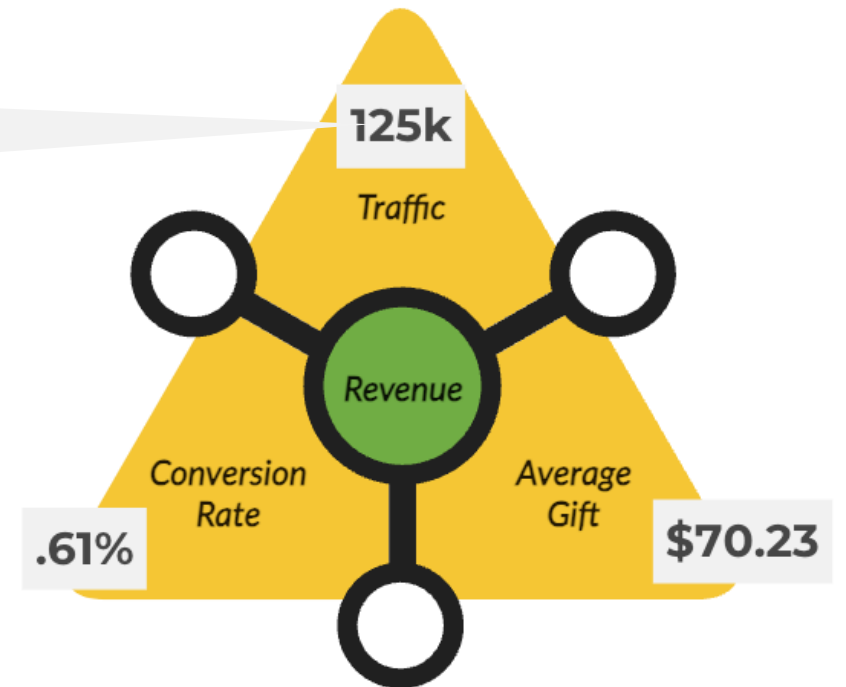 125k
Traffic
Revenue
Conversion
Rate
Average
Gift
.61%
$70.23